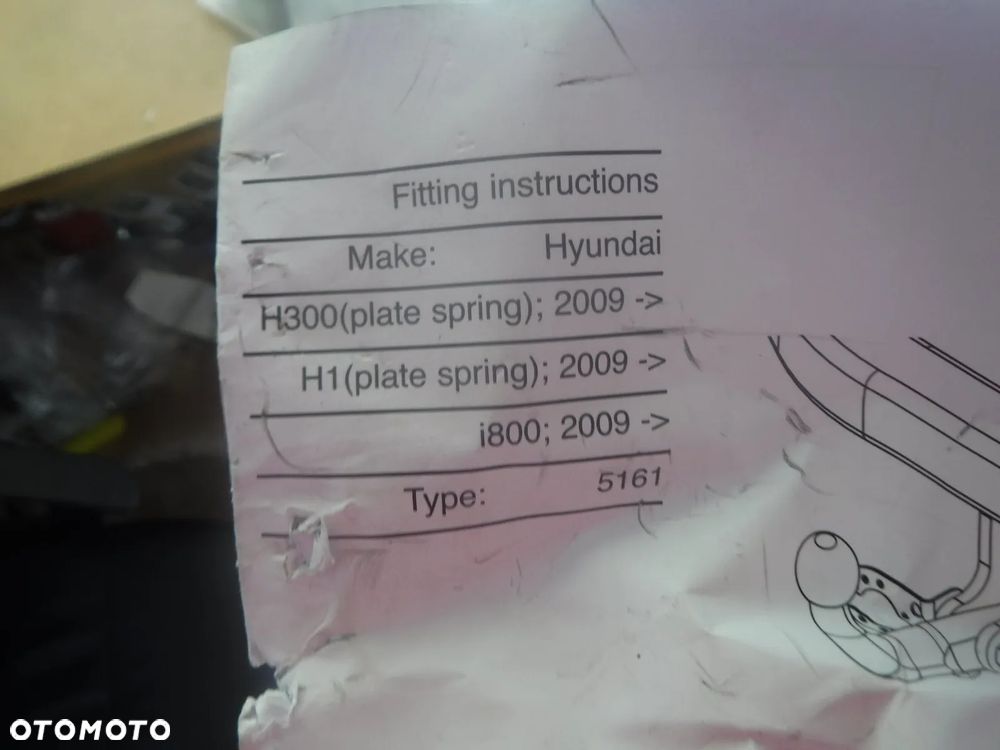 Fitting instructions
Make: Hyundai
H300(plate spring); 2009 ->
H1(plate spring); 2009 ->
i800; 2009 ->
Type: 5161
OTOMOTO